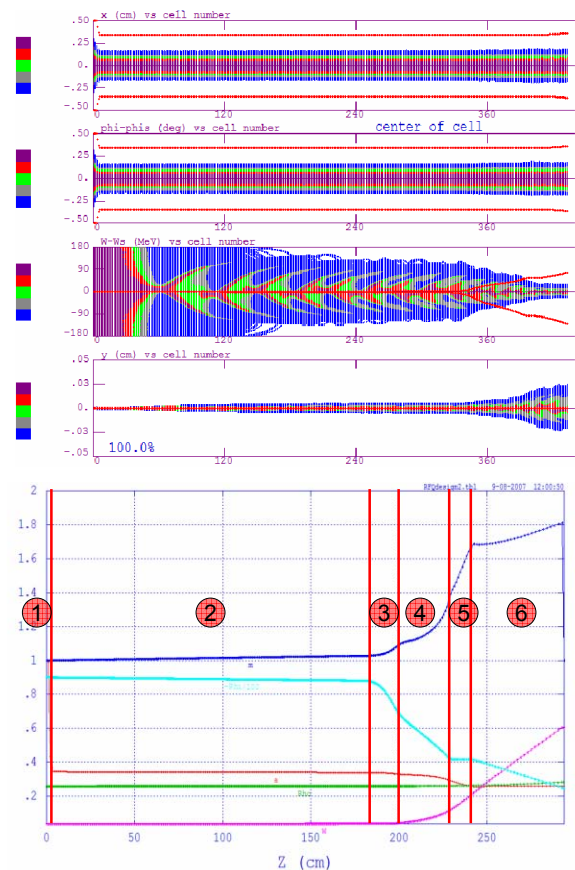 x (cm) vs cell number
.50
.25
0.
-.25
-.50
0 120 240 360
phi-phis (deg) vs cell number center of cell
.50
.25
0.
-.25
-.50
0 120 240 360
W-Ws (MeV) vs cell number
180
90
0
-90
-180
0 120 240 360
y (cm) vs cell number
.05
.03
0.
-.03
-.05
100.0%
0 120 240 360
RFQdesign2.tbl 9-08-2007 12:00:50
2
1.8
1.6
1.4
1 2 3 4 5 6
1.2
1
m
.8
.6
.4
a
Rho
.2
W
0 50 100 150 200 250
Z (cm)